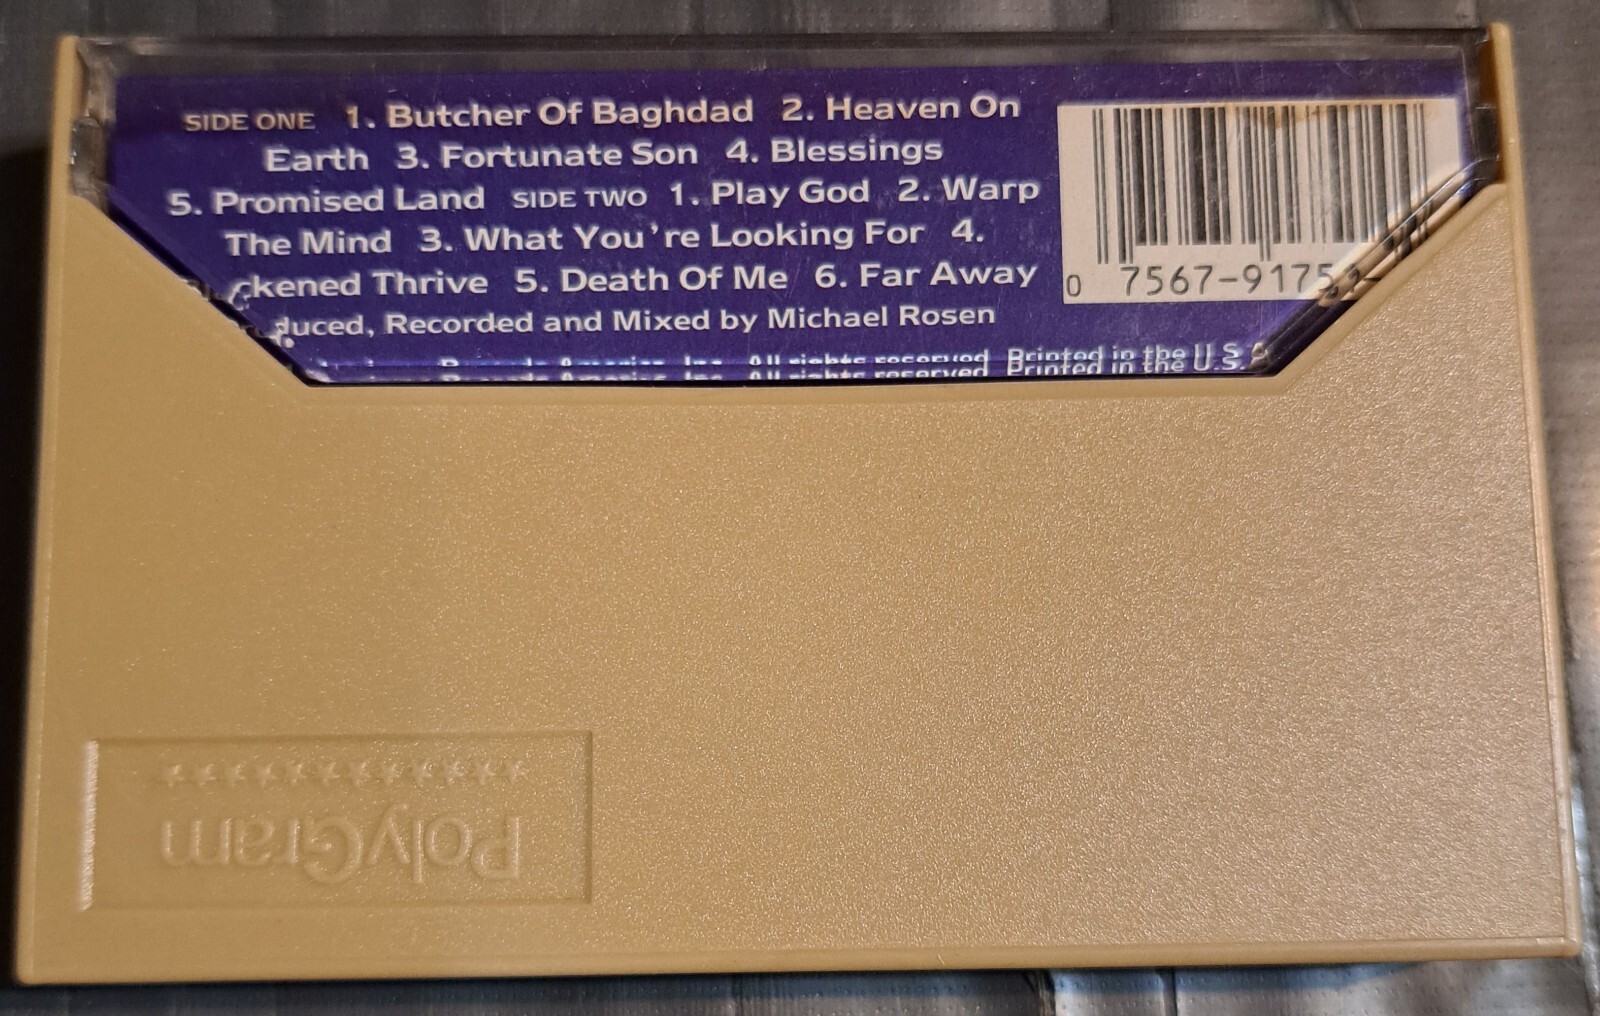 SIDE ONE 1. Butcher Of Baghdad 2. Heaven On
Earth 3. Fortunate Son 4. Blessings
5. Promised Land SIDE TWO 1. Play God 2. Warp
The Mind 3. What You're Looking For 4.
ckened Thrive 5. Death Of Me 6. Far Away
duced, Recorded and Mixed by Michael Rosen
Inc. All rights reserved Printed in the U.S.A
0 7567-9175
PolyGram